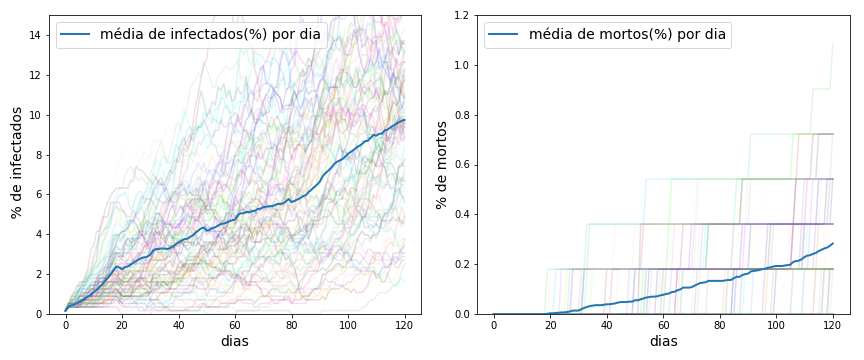 média de infectados(%) por dia
% de infectados
14
12
10
8
6
4
2
0
0 20 40 60 80 100 120
dias
média de mortos(%) por dia
% de mortos
1.2
1.0
0.8
0.6
0.4
0.2
0.0
0 20 40 60 80 100 120
dias